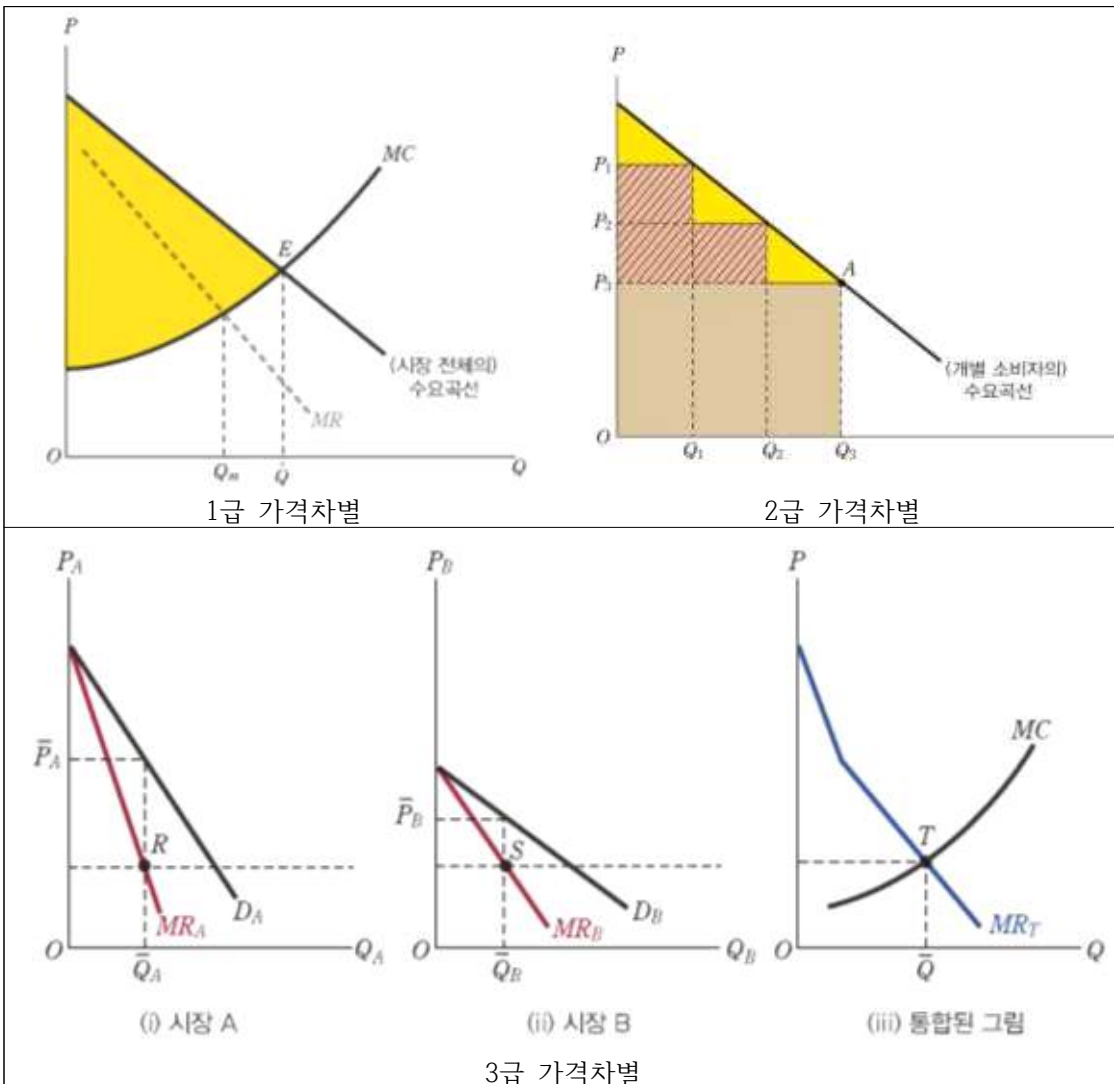 P
MC
E
(시장 전체의)
수요곡선
MR
O
Qm
Q
Q
1급 가격차별
P
P1
P2
P3
A
(개별 소비자의)
수요곡선
O
Q1
Q2
Q3
2급 가격차별
PA
P̄A
R
DA
MRA
O
Q̄A
QA
(i) 시장 A
PB
P̄B
S
DB
MRB
O
Q̄B
QB
(ii) 시장 B
P
MC
T
MRT
O
Q̄
Q
(iii) 통합된 그림
3급 가격차별